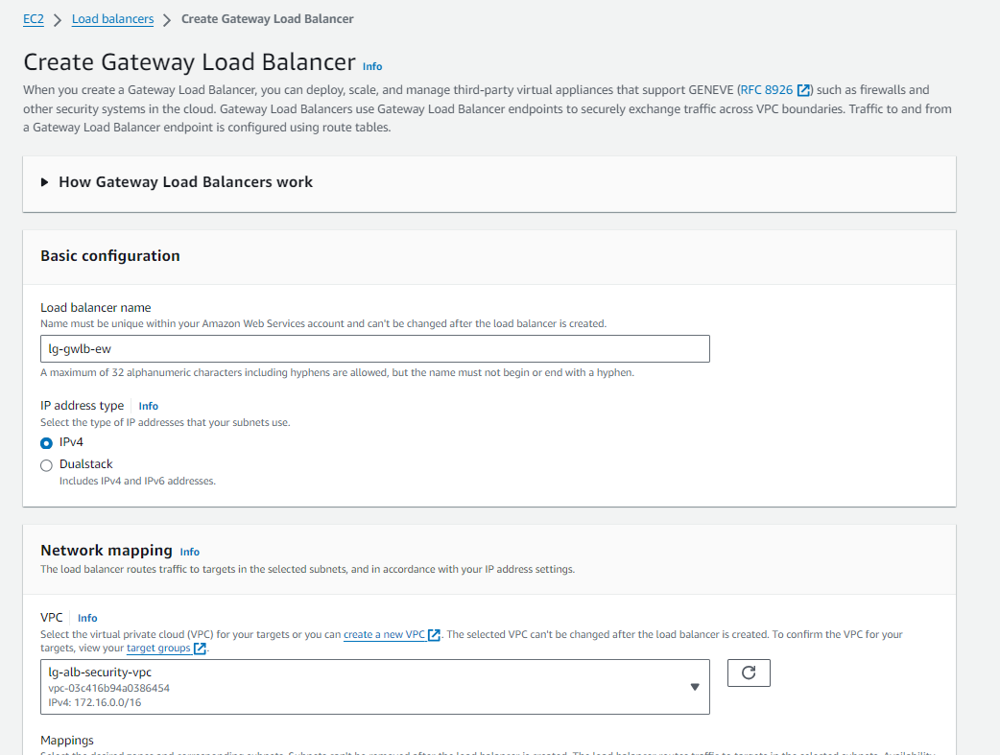 EC2 > Load balancers > Create Gateway Load Balancer
Create Gateway Load Balancer Info
When you create a Gateway Load Balancer, you can deploy, scale, and manage third-party virtual appliances that support GENEVE (RFC 8926) such as firewalls and
other security systems in the cloud. Gateway Load Balancers use Gateway Load Balancer endpoints to securely exchange traffic across VPC boundaries. Traffic to and from
a Gateway Load Balancer endpoint is configured using route tables.
How Gateway Load Balancers work
Basic configuration
Load balancer name
Name must be unique within your Amazon Web Services account and can't be changed after the load balancer is created.
lg-gwlb-ew
A maximum of 32 alphanumeric characters including hyphens are allowed, but the name must not begin or end with a hyphen.
IP address type Info
Select the type of IP addresses that your subnets use.
IPv4
Dualstack
Includes IPv4 and IPv6 addresses.
Network mapping Info
The load balancer routes traffic to targets in the selected subnets, and in accordance with your IP address settings.
VPC Info
Select the virtual private cloud (VPC) for your targets or you can create a new VPC. The selected VPC can't be changed after the load balancer is created. To confirm the VPC for your
targets, view your target groups.
lg-alb-security-vpc
vpc-03c416b94a0386454
IPv4: 172.16.0.0/16
Mappings